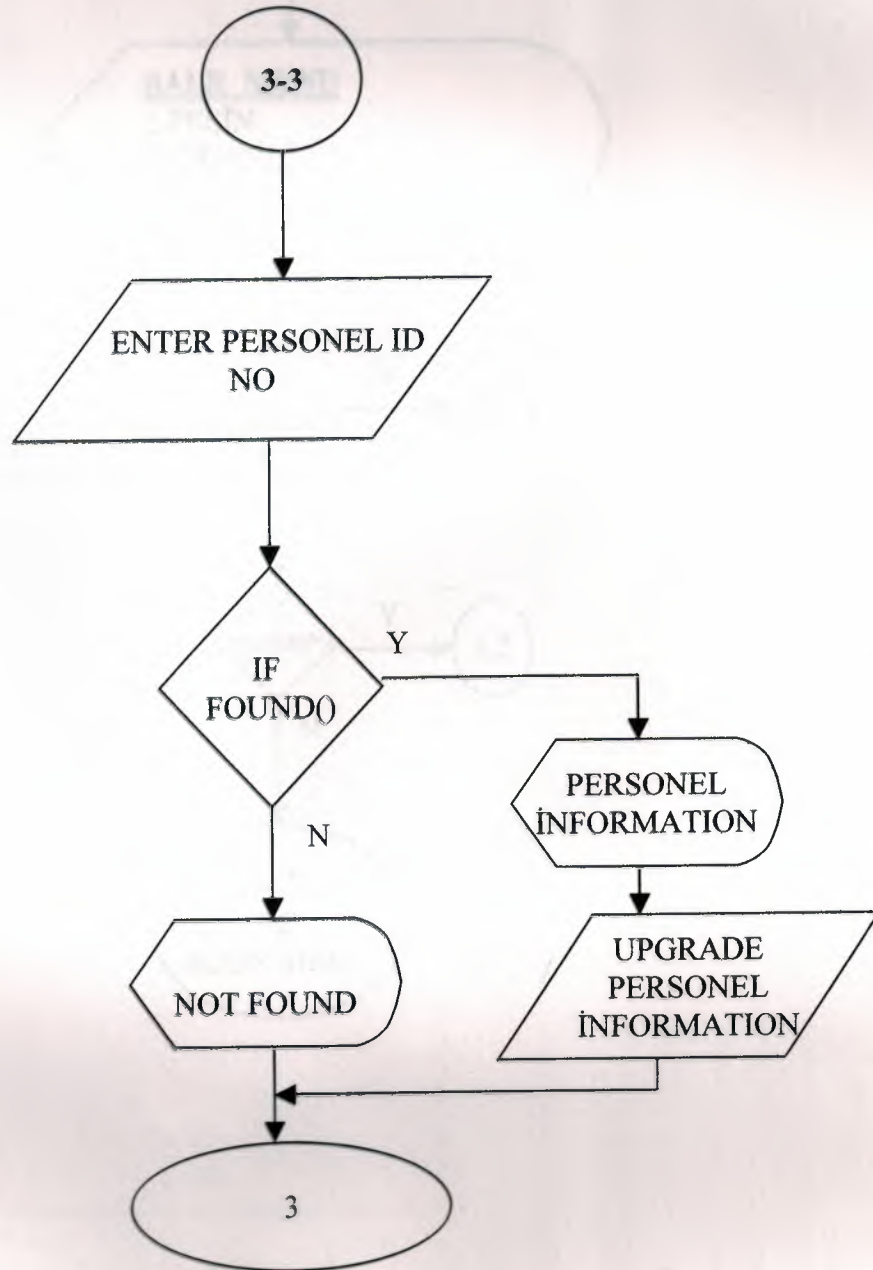 3-3
ENTER PERSONEL ID
NO
IF
FOUND()
Y
N
PERSONEL
İNFORMATION
NOT FOUND
UPGRADE
PERSONEL
İNFORMATION
3